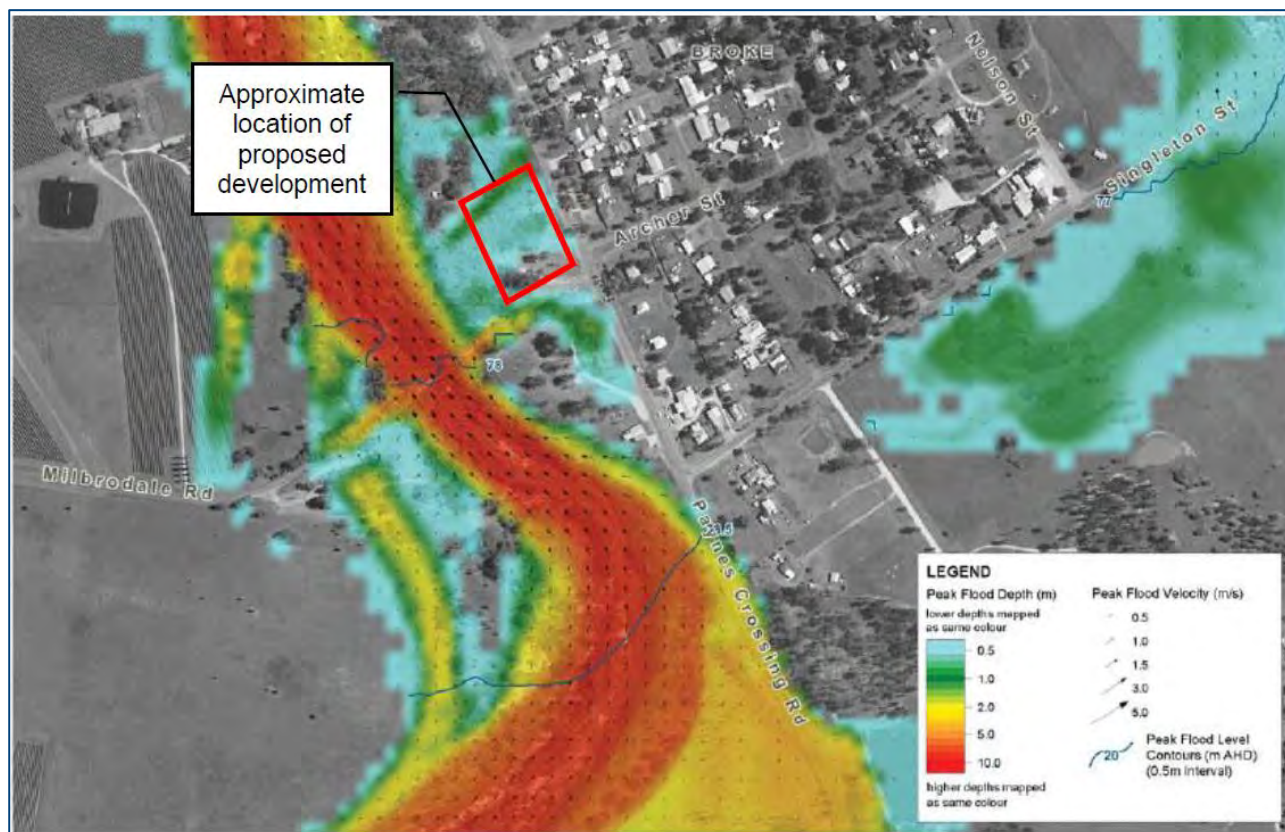 BROKE
Nelson St
Approximate
location of
proposed
development
Singleton St
77
Archer St
78
Milbrodale Rd
Paynes Crossing Rd
LEGEND
Peak Flood Depth (m)
lower depths mapped
as same colour
0.5
1.0
2.0
5.0
10.0
higher depths mapped
as same colour
Peak Flood Velocity (m/s)
0.5
1.0
1.5
3.0
5.0
20
Peak Flood Level
Contours (m AHD)
(0.5m Interval)